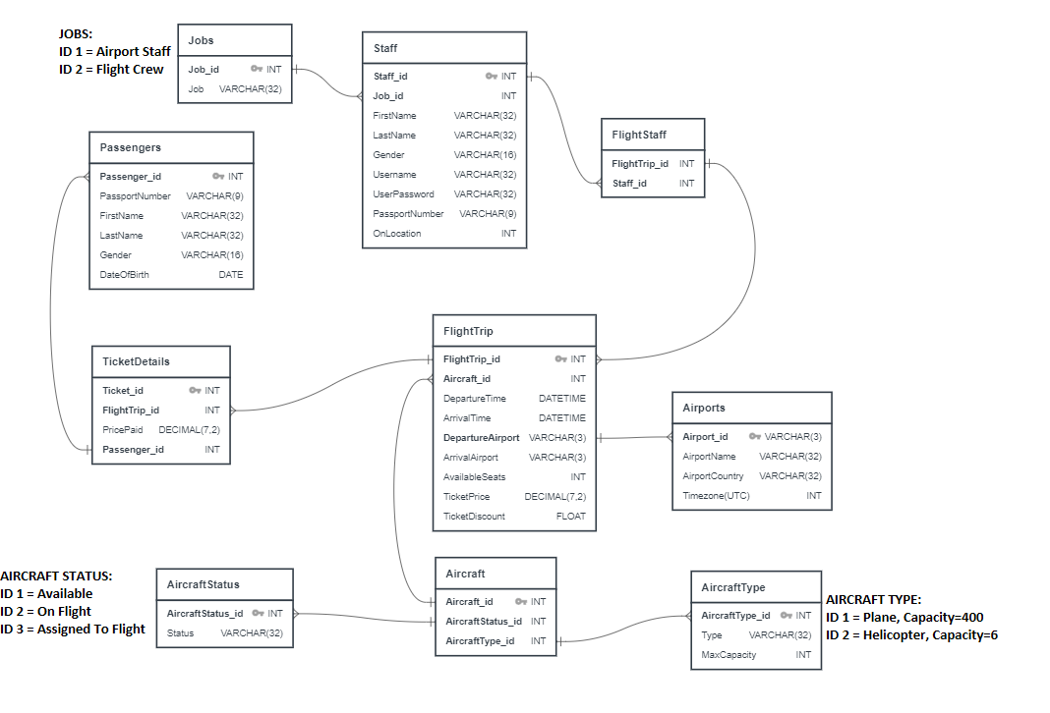 JOBS:
ID 1 = Airport Staff
ID 2 = Flight Crew
Jobs
Job_id INT
Job VARCHAR(32)
Staff
Staff_id INT
Job_id INT
FirstName VARCHAR(32)
LastName VARCHAR(32)
Gender VARCHAR(16)
Username VARCHAR(32)
UserPassword VARCHAR(32)
PassportNumber VARCHAR(9)
OnLocation INT
FlightStaff
FlightTrip_id INT
Staff_id INT
Passengers
Passenger_id INT
PassportNumber VARCHAR(9)
FirstName VARCHAR(32)
LastName VARCHAR(32)
Gender VARCHAR(16)
DateOfBirth DATE
TicketDetails
Ticket_id INT
FlightTrip_id INT
PricePaid DECIMAL(7,2)
Passenger_id INT
FlightTrip
FlightTrip_id INT
Aircraft_id INT
DepartureTime DATETIME
ArrivalTime DATETIME
DepartureAirport VARCHAR(3)
ArrivalAirport VARCHAR(3)
AvailableSeats INT
TicketPrice DECIMAL(7,2)
TicketDiscount FLOAT
Airports
Airport_id VARCHAR(3)
AirportName VARCHAR(32)
AirportCountry VARCHAR(32)
Timezone(UTC) INT
AIRCRAFT STATUS:
ID 1 = Available
ID 2 = On Flight
ID 3 = Assigned To Flight
AircraftStatus
AircraftStatus_id INT
Status VARCHAR(32)
Aircraft
Aircraft_id INT
AircraftStatus_id INT
AircraftType_id INT
AircraftType
AircraftType_id INT
Type VARCHAR(32)
MaxCapacity INT
AIRCRAFT TYPE:
ID 1 = Plane, Capacity=400
ID 2 = Helicopter, Capacity=6